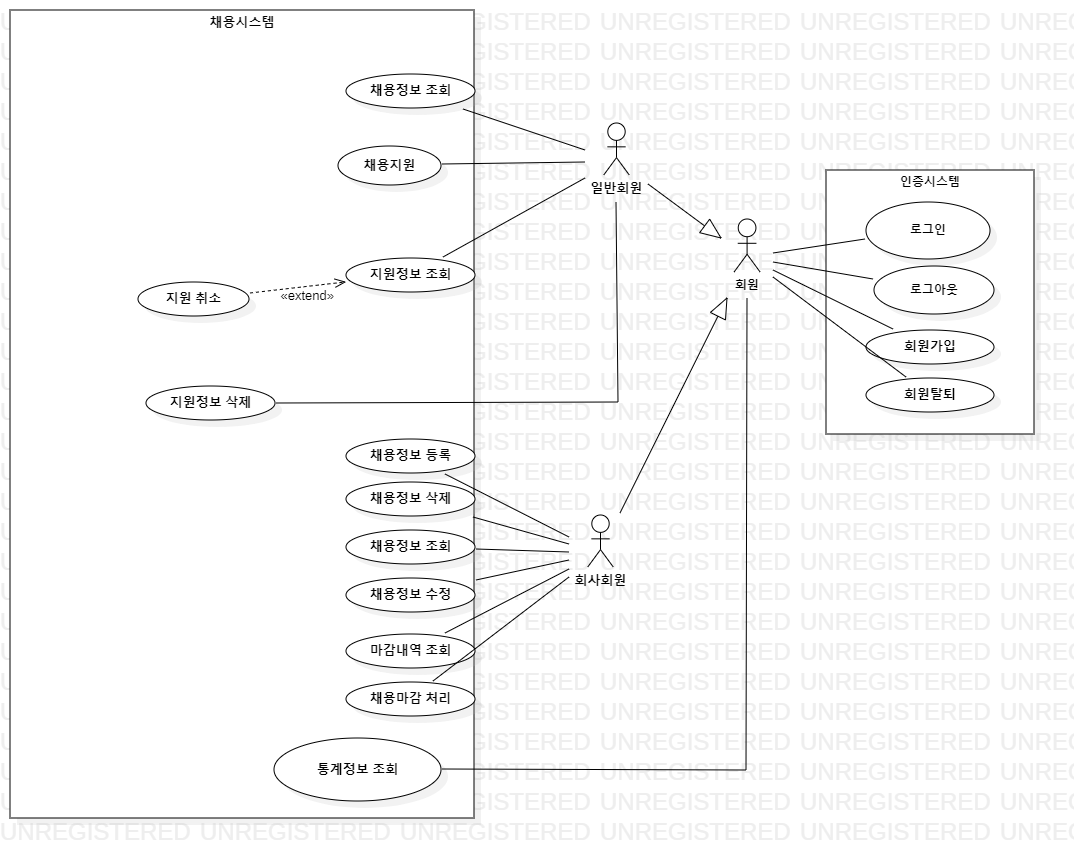 채용시스템
채용정보 조회
채용지원
지원정보 조회
지원 취소
«extend»
지원정보 삭제
채용정보 등록
채용정보 삭제
채용정보 조회
채용정보 수정
마감내역 조회
채용마감 처리
통계정보 조회
일반회원
회원
회사회원
인증시스템
로그인
로그아웃
회원가입
회원탈퇴
UNREGISTERED UNREGISTERED UNREGISTERED UNREGISTERED UNREGISTERED